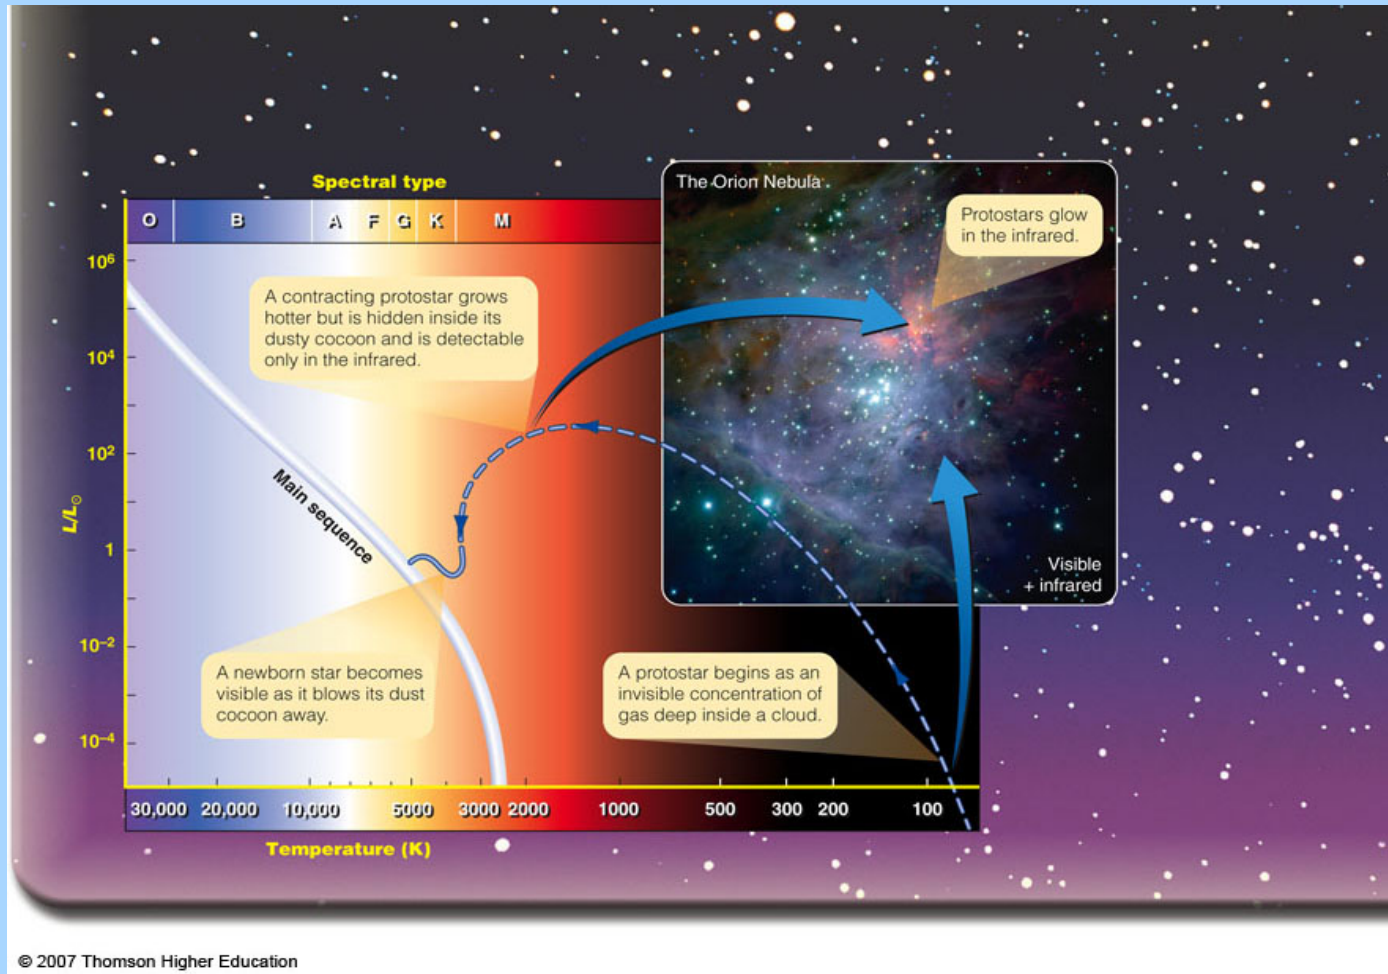 Spectral type
O B A F G K M
The Orion Nebula
Protostars glow
in the infrared.
A contracting protostar grows
hotter but is hidden inside its
dusty cocoon and is detectable
only in the infrared.
10⁶
10⁴
10²
1
10⁻²
10⁻⁴
L/L☉
Main sequence
Visible
+ infrared
A newborn star becomes
visible as it blows its dust
cocoon away.
A protostar begins as an
invisible concentration of
gas deep inside a cloud.
30,000 20,000 10,000 5000 3000 2000 1000 500 300 200 100
Temperature (K)
© 2007 Thomson Higher Education